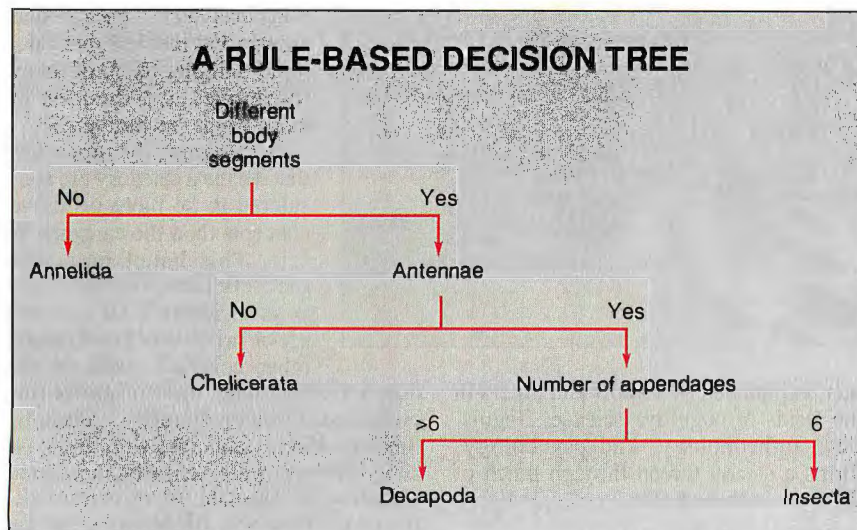 A RULE-BASED DECISION TREE
Different
body
segments
No
Yes
Annelida
Antennae
No
Yes
Chelicerata
Number of appendages
>6
6
Decapoda
Insecta